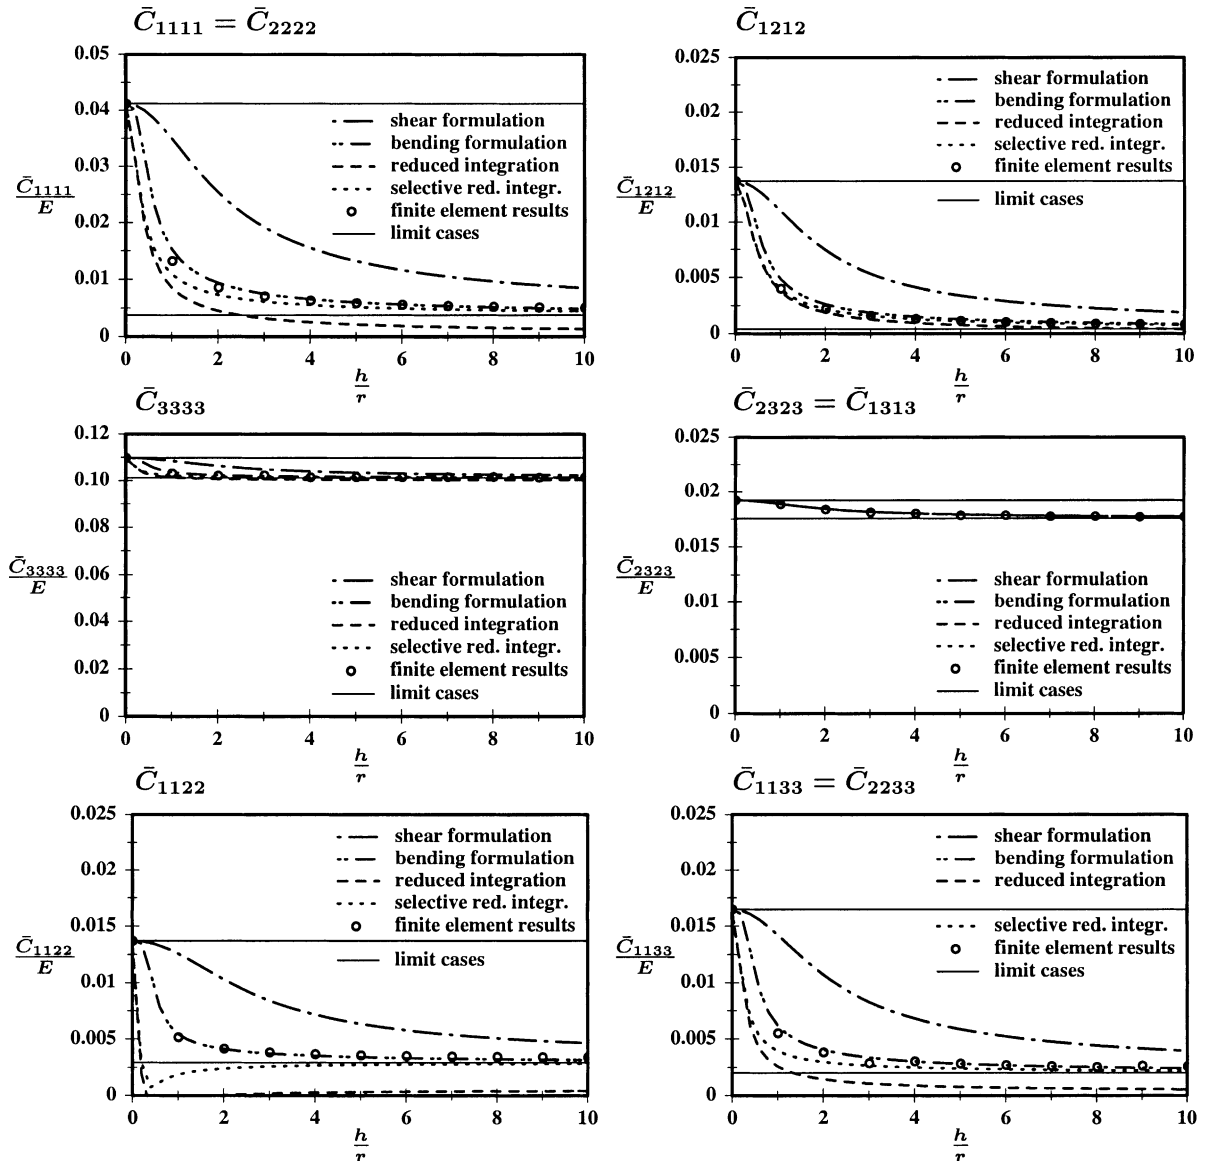 C̄₁₁₁₁ = C̄₂₂₂₂
0.05
0.04
0.03
0.02
0.01
0
C̄₁₁₁₁
E
shear formulation
bending formulation
reduced integration
selective red. integr.
finite element results
limit cases
0 2 4 6 8 10
h
r
C̄₁₂₁₂
0.025
0.02
0.015
0.01
0.005
0
C̄₁₂₁₂
E
shear formulation
bending formulation
reduced integration
selective red. integr.
finite element results
limit cases
0 2 4 6 8 10
h
r
C̄₃₃₃₃
0.12
0.10
0.08
0.06
0.04
0.02
0
C̄₃₃₃₃
E
shear formulation
bending formulation
reduced integration
selective red. integr.
finite element results
limit cases
0 2 4 6 8 10
h
r
C̄₂₃₂₃ = C̄₁₃₁₃
0.025
0.02
0.015
0.01
0.005
0
C̄₂₃₂₃
E
shear formulation
bending formulation
reduced integration
selective red. integr.
finite element results
limit cases
0 2 4 6 8 10
h
r
C̄₁₁₂₂
0.025
0.02
0.015
0.01
0.005
0
C̄₁₁₂₂
E
shear formulation
bending formulation
reduced integration
selective red. integr.
finite element results
limit cases
0 2 4 6 8 10
h
r
C̄₁₁₃₃ = C̄₂₂₃₃
0.025
0.02
0.015
0.01
0.005
0
C̄₁₁₃₃
E
shear formulation
bending formulation
reduced integration
selective red. integr.
finite element results
limit cases
0 2 4 6 8 10
h
r